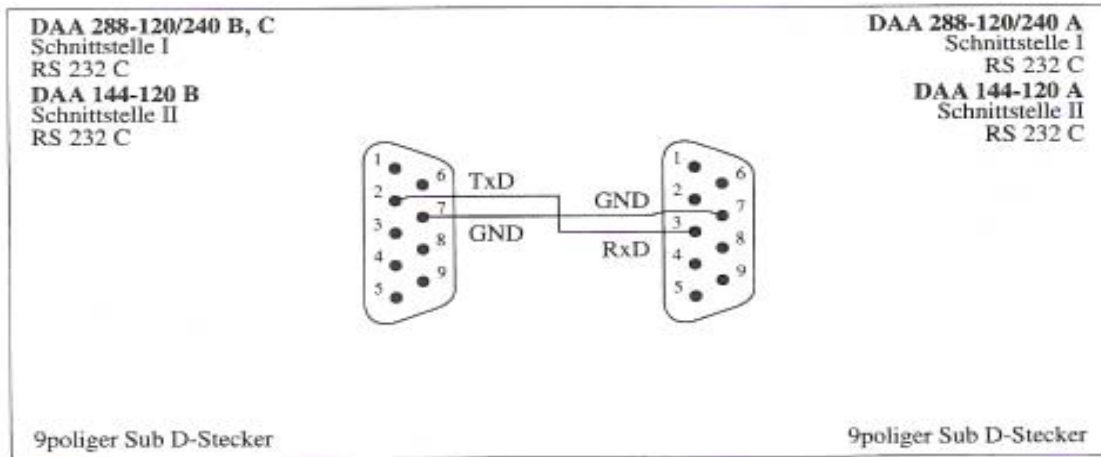 DAA 288-120/240 B, C
Schnittstelle I
RS 232 C
DAA 144-120 B
Schnittstelle II
RS 232 C
DAA 288-120/240 A
Schnittstelle I
RS 232 C
DAA 144-120 A
Schnittstelle II
RS 232 C
1
6
2
7
3
8
4
9
5
TxD
GND
GND
RxD
1
6
2
7
3
8
4
9
5
9poliger Sub D-Stecker
9poliger Sub D-Stecker